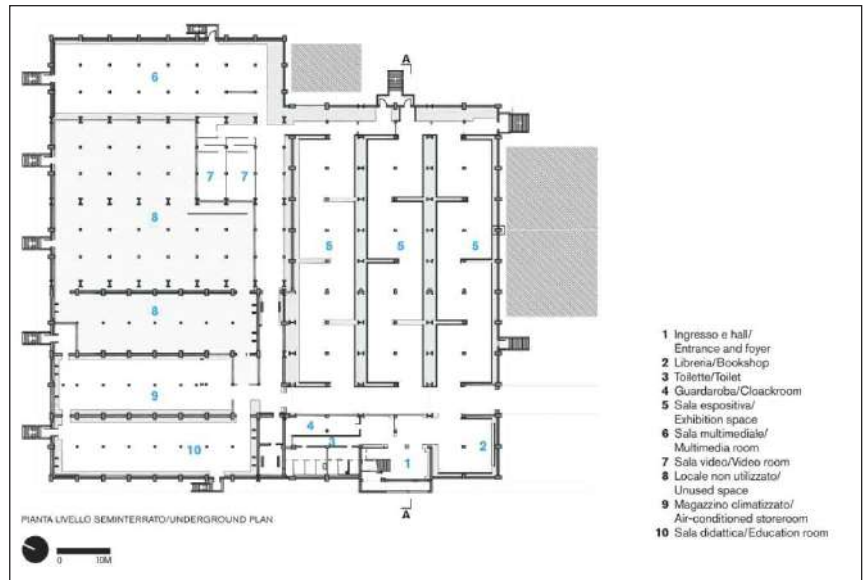 A
6
7 7
8
5 5 5
8
9
4
3
2
10
1
A
1 Ingresso e hall/
Entrance and foyer
2 Libreria/Bookshop
3 Toilette/Toilet
4 Guardaroba/Cloackroom
5 Sala espositiva/
Exhibition space
6 Sala multimediale/
Multimedia room
7 Sala video/Video room
8 Locale non utilizzato/
Unused space
9 Magazzino climatizzato/
Air-conditioned storeroom
10 Sala didattica/Education room
PIANTA LIVELLO SEMINTERRATO/UNDERGROUND PLAN
0 10M